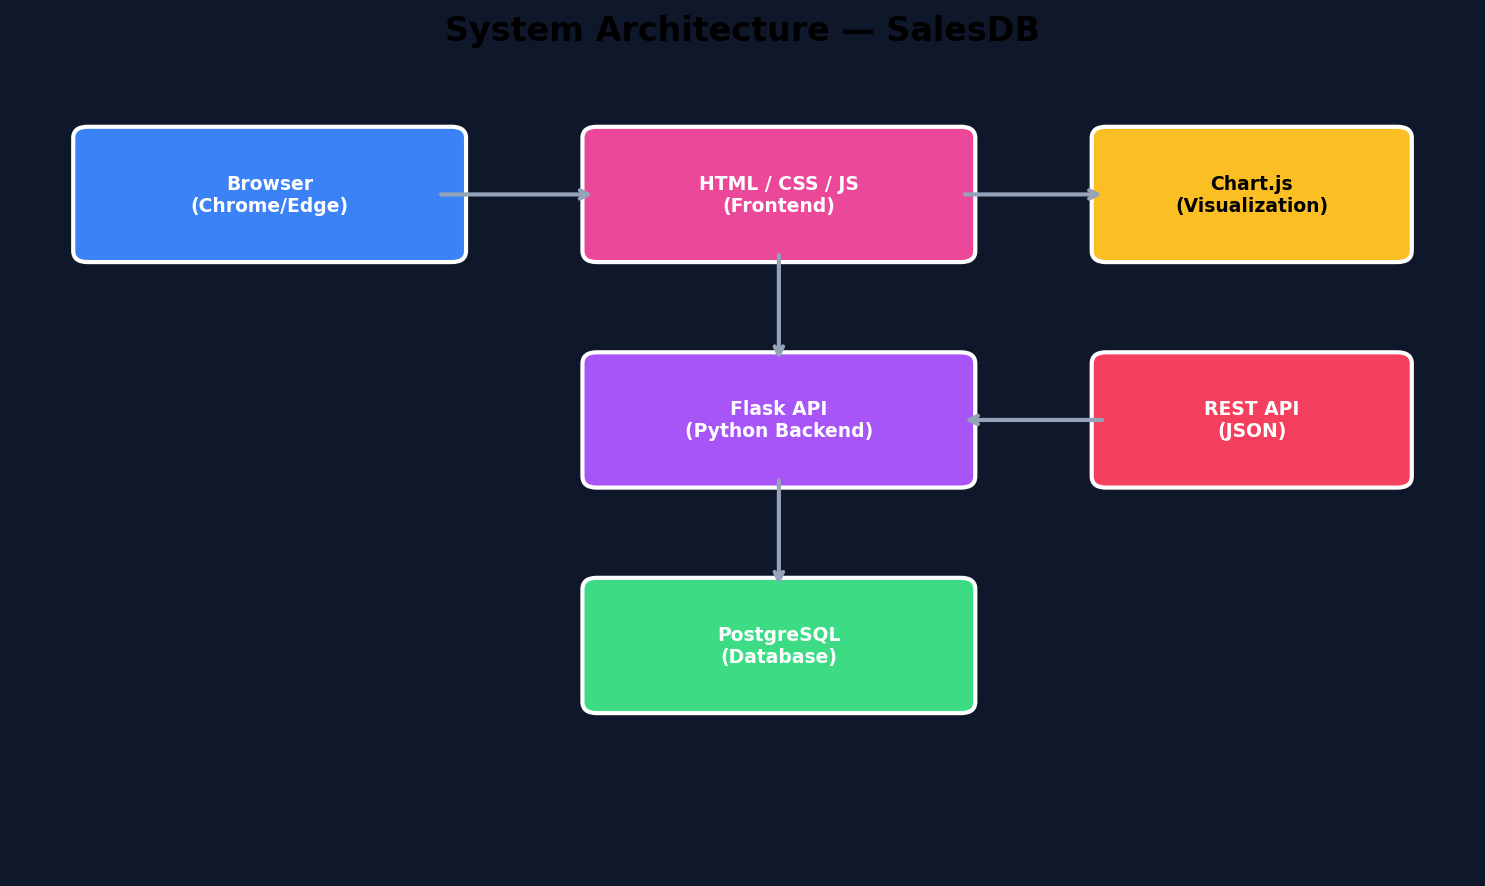 System Architecture — SalesDB
Browser
(Chrome/Edge)
HTML / CSS / JS
(Frontend)
Chart.js
(Visualization)
Flask API
(Python Backend)
REST API
(JSON)
PostgreSQL
(Database)